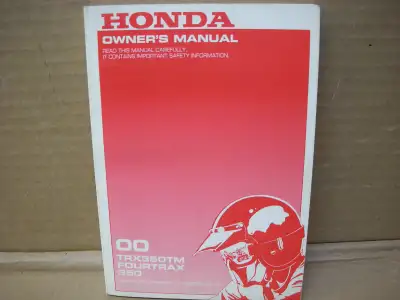 HONDA
OWNER'S MANUAL
READ THIS MANUAL CAREFULLY.
IT CONTAINS IMPORTANT SAFETY INFORMATION.
00
TRX350TM
FOURTRAX
350